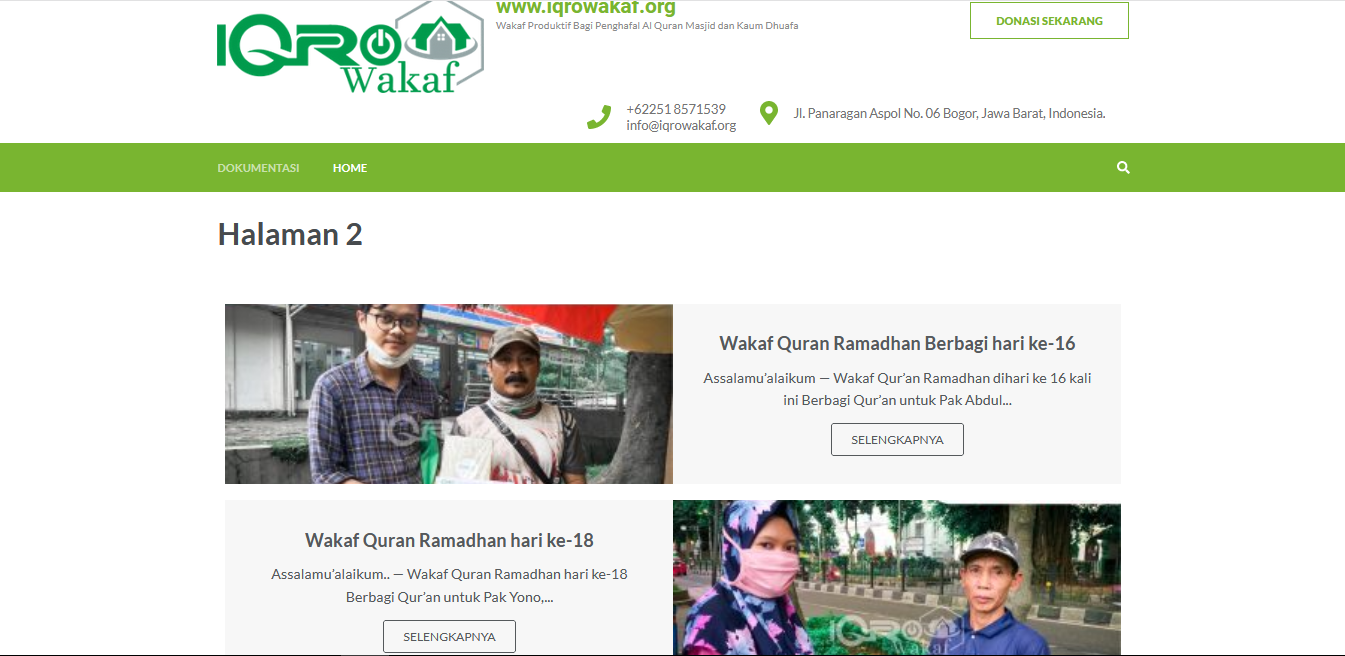 IQRO
Wakaf
www.iqrowakaf.org
Wakaf Produktif Bagi Penghafal Al Quran Masjid dan Kaum Dhuafa
DONASI SEKARANG
+62251 8571539
info@iqrowakaf.org
Jl. Panaragan Aspol No. 06 Bogor, Jawa Barat, Indonesia.
DOKUMENTASI
HOME
Halaman 2
IQRO
Wakaf Quran Ramadhan Berbagi hari ke-16
Assalamu’alaikum — Wakaf Qur’an Ramadhan dihari ke 16 kali
ini Berbagi Qur’an untuk Pak Abdul...
SELENGKAPNYA
Wakaf Quran Ramadhan hari ke-18
Assalamu’alaikum.. — Wakaf Quran Ramadhan hari ke-18
Berbagi Qur’an untuk Pak Yono,...
SELENGKAPNYA
IQRO
Wakaf